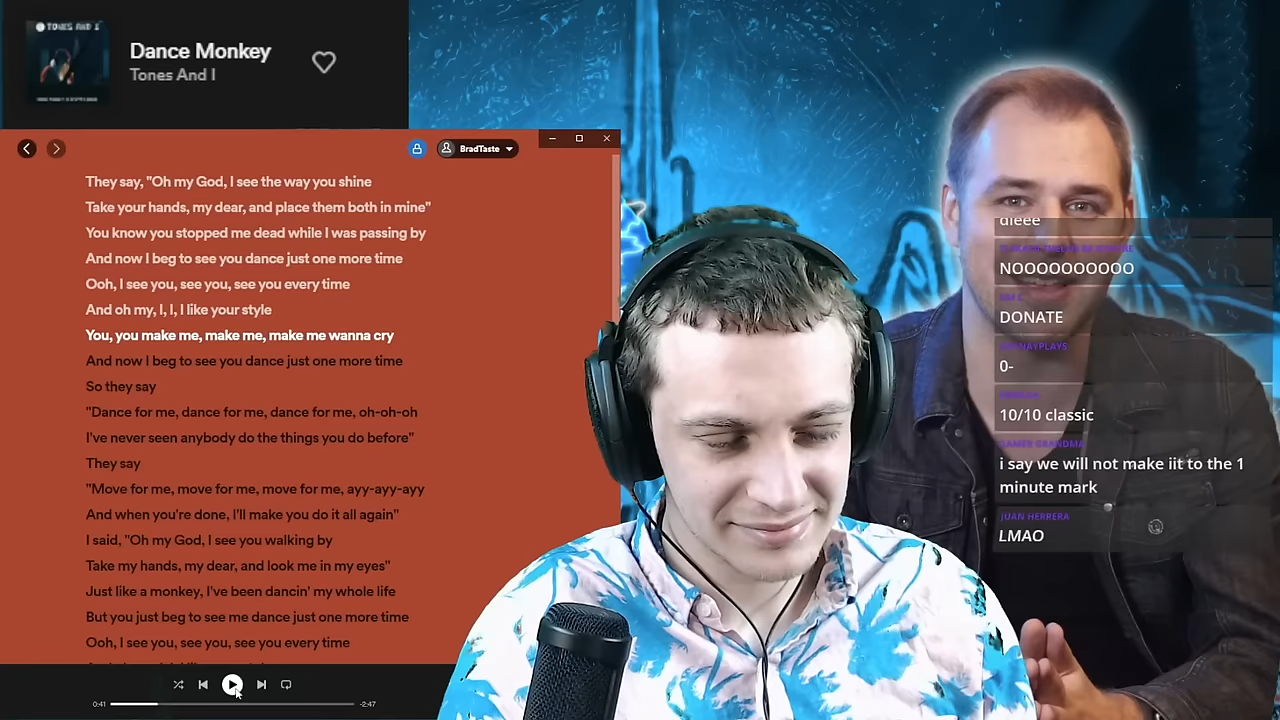 TONES AND I
Dance Monkey
Tones And I
BradTaste
They say, "Oh my God, I see the way you shine
Take your hands, my dear, and place them both in mine"
You know you stopped me dead while I was passing by
And now I beg to see you dance just one more time
Ooh, I see you, see you, see you every time
And oh my, I, I, I like your style
You, you make me, make me, make me wanna cry
And now I beg to see you dance just one more time
So they say
"Dance for me, dance for me, dance for me, oh-oh-oh
I've never seen anybody do the things you do before"
They say
"Move for me, move for me, move for me, ayy-ayy-ayy
And when you're done, I'll make you do it all again"
I said, "Oh my God, I see you walking by
Take my hands, my dear, and look me in my eyes"
Just like a monkey, I've been dancin' my whole life
But you just beg to see me dance just one more time
Ooh, I see you, see you, see you every time
0:41
-2:47
dieee
NOOOOOOOOOO
DONATE
0-
10/10 classic
GAMER GRANDMA
i say we will not make iit to the 1
minute mark
JUAN HERRERA
LMAO